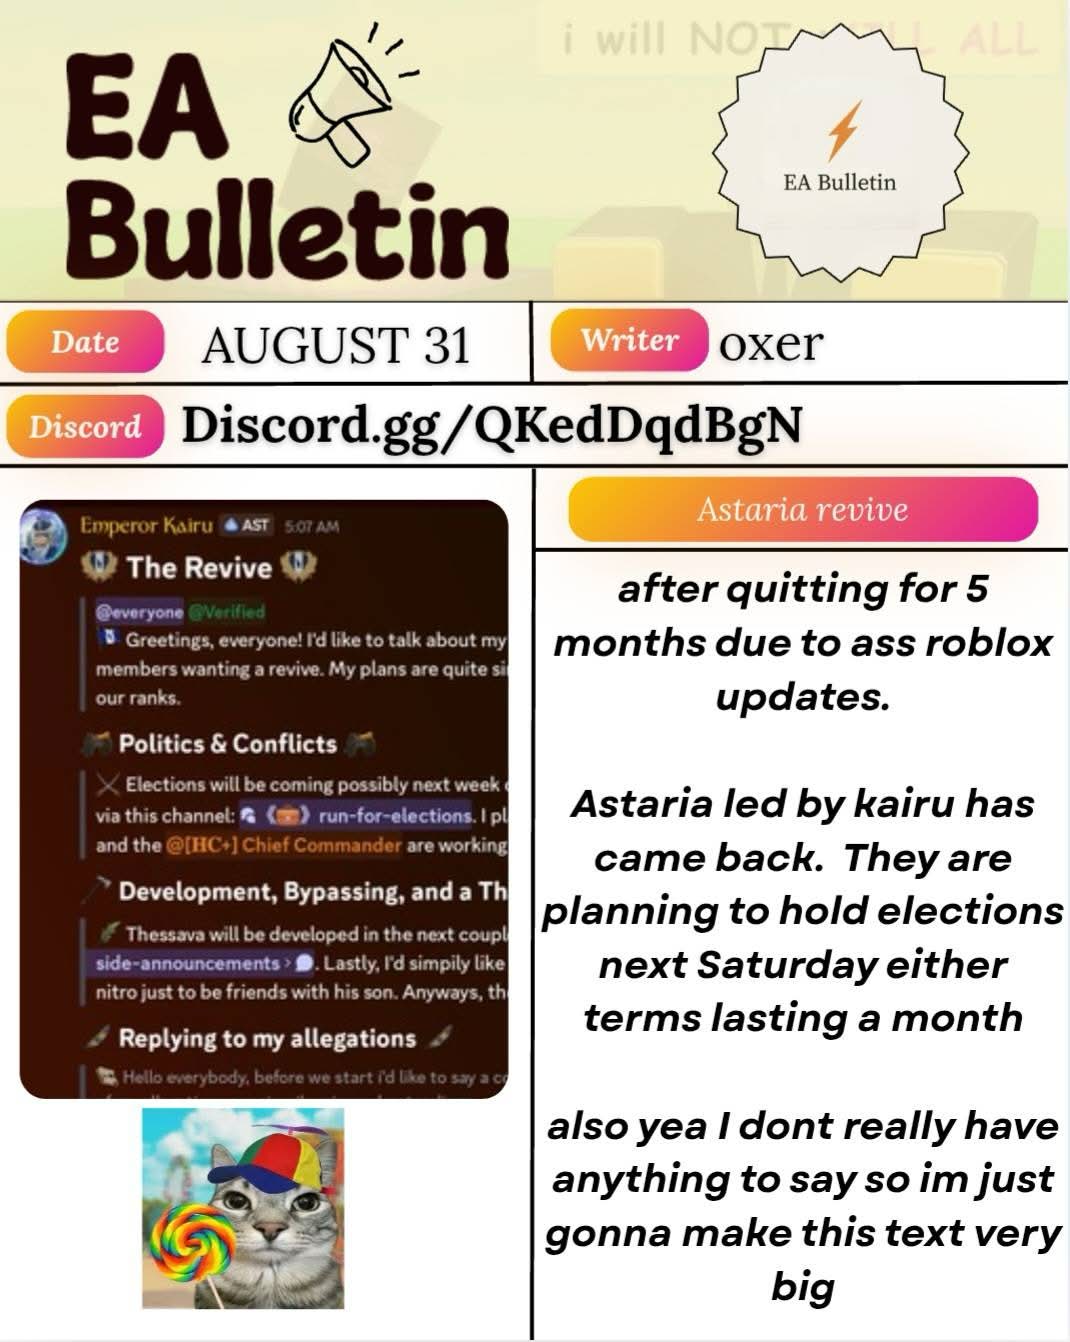 i will NOT KILL ALL
EA
Bulletin
EA Bulletin
Date
AUGUST 31
Writer
oxer
Discord
Discord.gg/QKedDqdBgN
Emperor Kairu AST 5:07 AM
The Revive
@everyone @Verified
Greetings, everyone! I'd like to talk about my
members wanting a revive. My plans are quite si
our ranks.
Politics & Conflicts
Elections will be coming possibly next week
via this channel: run-for-elections. I pl
and the @[HC+] Chief Commander are working
Development, Bypassing, and a Th
Thessava will be developed in the next coupl
side-announcements > . Lastly, I'd simpily like
nitro just to be friends with his son. Anyways, th
Replying to my allegations
Hello everybody, before we start i'd like to say a co
Astaria revive
after quitting for 5
months due to ass roblox
updates.
Astaria led by kairu has
came back. They are
planning to hold elections
next Saturday either
terms lasting a month
also yea I dont really have
anything to say so im just
gonna make this text very
big